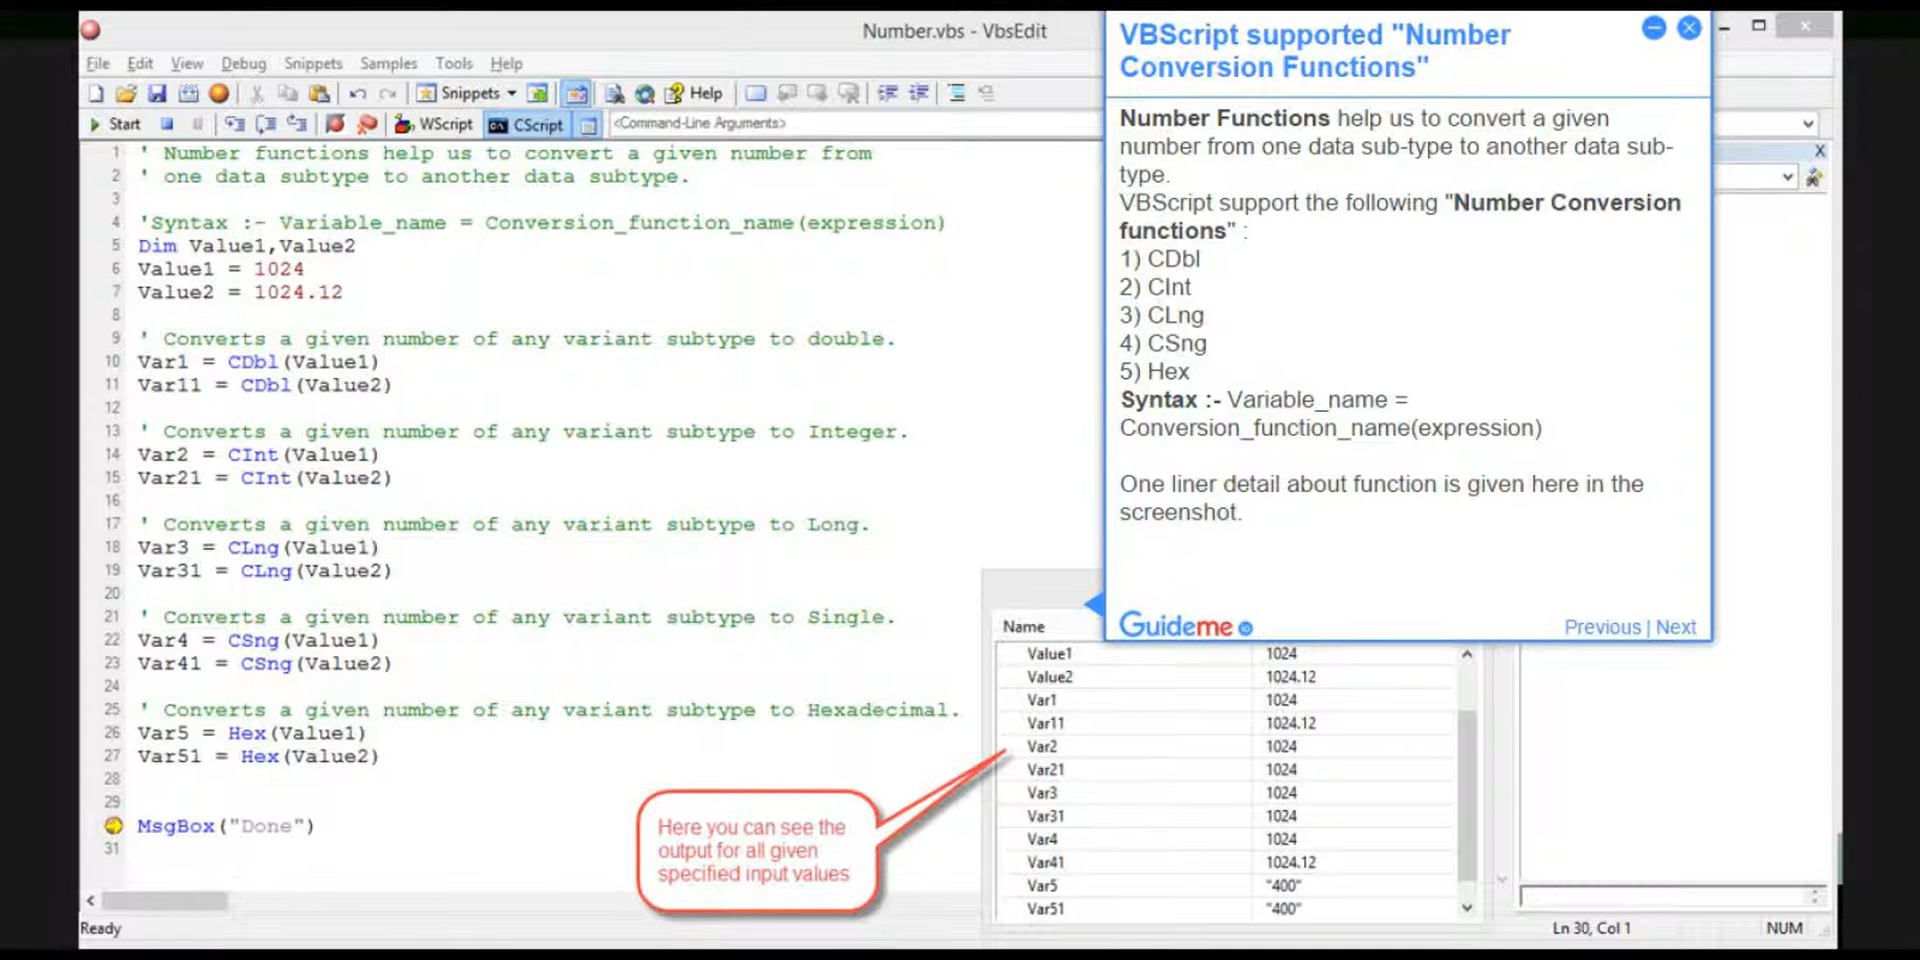 Number.vbs - VbsEdit
File Edit View Debug Snippets Samples Tools Help
Snippets Help
Start WScript CScript <Command-Line Arguments>
1 ' Number functions help us to convert a given number from
2 ' one data subtype to another data subtype.
3
4 'Syntax :- Variable_name = Conversion_function_name(expression)
5 Dim Value1,Value2
6 Value1 = 1024
7 Value2 = 1024.12
8
9 ' Converts a given number of any variant subtype to double.
10 Var1 = CDbl(Value1)
11 Var11 = CDbl(Value2)
12
13 ' Converts a given number of any variant subtype to Integer.
14 Var2 = CInt(Value1)
15 Var21 = CInt(Value2)
16
17 ' Converts a given number of any variant subtype to Long.
18 Var3 = CLng(Value1)
19 Var31 = CLng(Value2)
20
21 ' Converts a given number of any variant subtype to Single.
22 Var4 = CSng(Value1)
23 Var41 = CSng(Value2)
24
25 ' Converts a given number of any variant subtype to Hexadecimal.
26 Var5 = Hex(Value1)
27 Var51 = Hex(Value2)
28
29
MsgBox("Done")
31
Here you can see the
output for all given
specified input values
VBScript supported "Number
Conversion Functions"
Number Functions help us to convert a given
number from one data sub-type to another data sub-
type.
VBScript support the following "Number Conversion
functions" :
1) CDbl
2) CInt
3) CLng
4) CSng
5) Hex
Syntax :- Variable_name =
Conversion_function_name(expression)
One liner detail about function is given here in the
screenshot.
Guideme
Previous | Next
Name
Value1 1024
Value2 1024.12
Var1 1024
Var11 1024.12
Var2 1024
Var21 1024
Var3 1024
Var31 1024
Var4 1024
Var41 1024.12
Var5 "400"
Var51 "400"
Ready Ln 30, Col 1 NUM